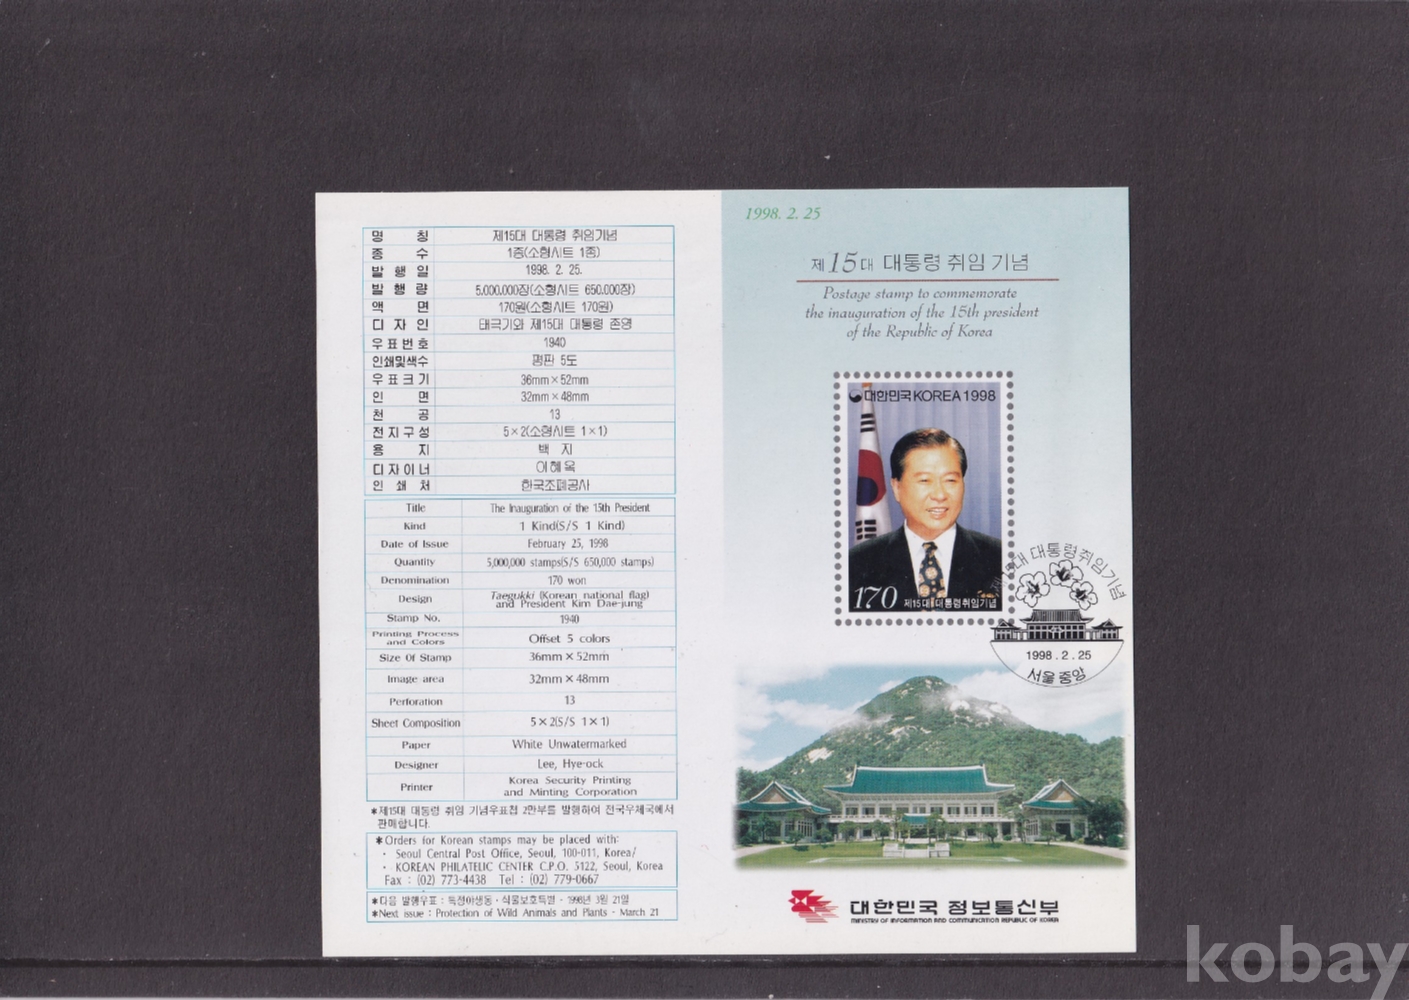 명 칭 제15대 대통령 취임기념
종 수 1종(소형시트 1종)
발 행 일 1998. 2. 25.
발 행 량 5,000,000장(소형시트 650,000장)
액 면 170원(소형시트 170원)
디 자 인 태극기와 제15대 대통령 존영
우 표 번 호 1940
인쇄및색수 평판 5도
우 표 크 기 36mm × 52mm
인 면 32mm × 48mm
천 공 13
전 지 구 성 5×2(소형시트 1×1)
용 지 백 지
디 자 이 너 이혜옥
인 쇄 처 한국조폐공사
Title The Inauguration of the 15th President
Kind 1 Kind(S/S 1 Kind)
Date of Issue February 25, 1998
Quantity 5,000,000 stamps(S/S 650,000 stamps)
Denomination 170 won
Design Taegukki (Korean national flag)
and President Kim Dae-jung
Stamp No. 1940
Printing Process
and Colors Offset 5 colors
Size Of Stamp 36mm × 52mm
Image area 32mm × 48mm
Perforation 13
Sheet Composition 5×2(S/S 1×1)
Paper White Unwatermarked
Designer Lee, Hye-ock
Printer Korea Security Printing
and Minting Corporation
*제15대 대통령 취임 기념우표첩 2만부를 발행하여 전국우체국에서
판매합니다.
*Orders for Korean stamps may be placed with:
· Seoul Central Post Office, Seoul, 100-011, Korea/
· KOREAN PHILATELIC CENTER C.P.O. 5122, Seoul, Korea
Fax : (02) 773-4438 Tel : (02) 779-0667
*다음 발행우표 : 독성야생동·식물보호특별·1998년 3월 21일
*Next issue : Protection of Wild Animals and Plants · March 21
1998. 2. 25
제15대 대통령 취임 기념
Postage stamp to commemorate
the inauguration of the 15th president
of the Republic of Korea
대한민국 KOREA 1998
170 제15대 대통령취임기념
제15대 대통령취임기념
1998. 2. 25
서울중앙
대한민국 정보통신부
MINISTRY OF INFORMATION AND COMMUNICATION REPUBLIC OF KOREA
kobay